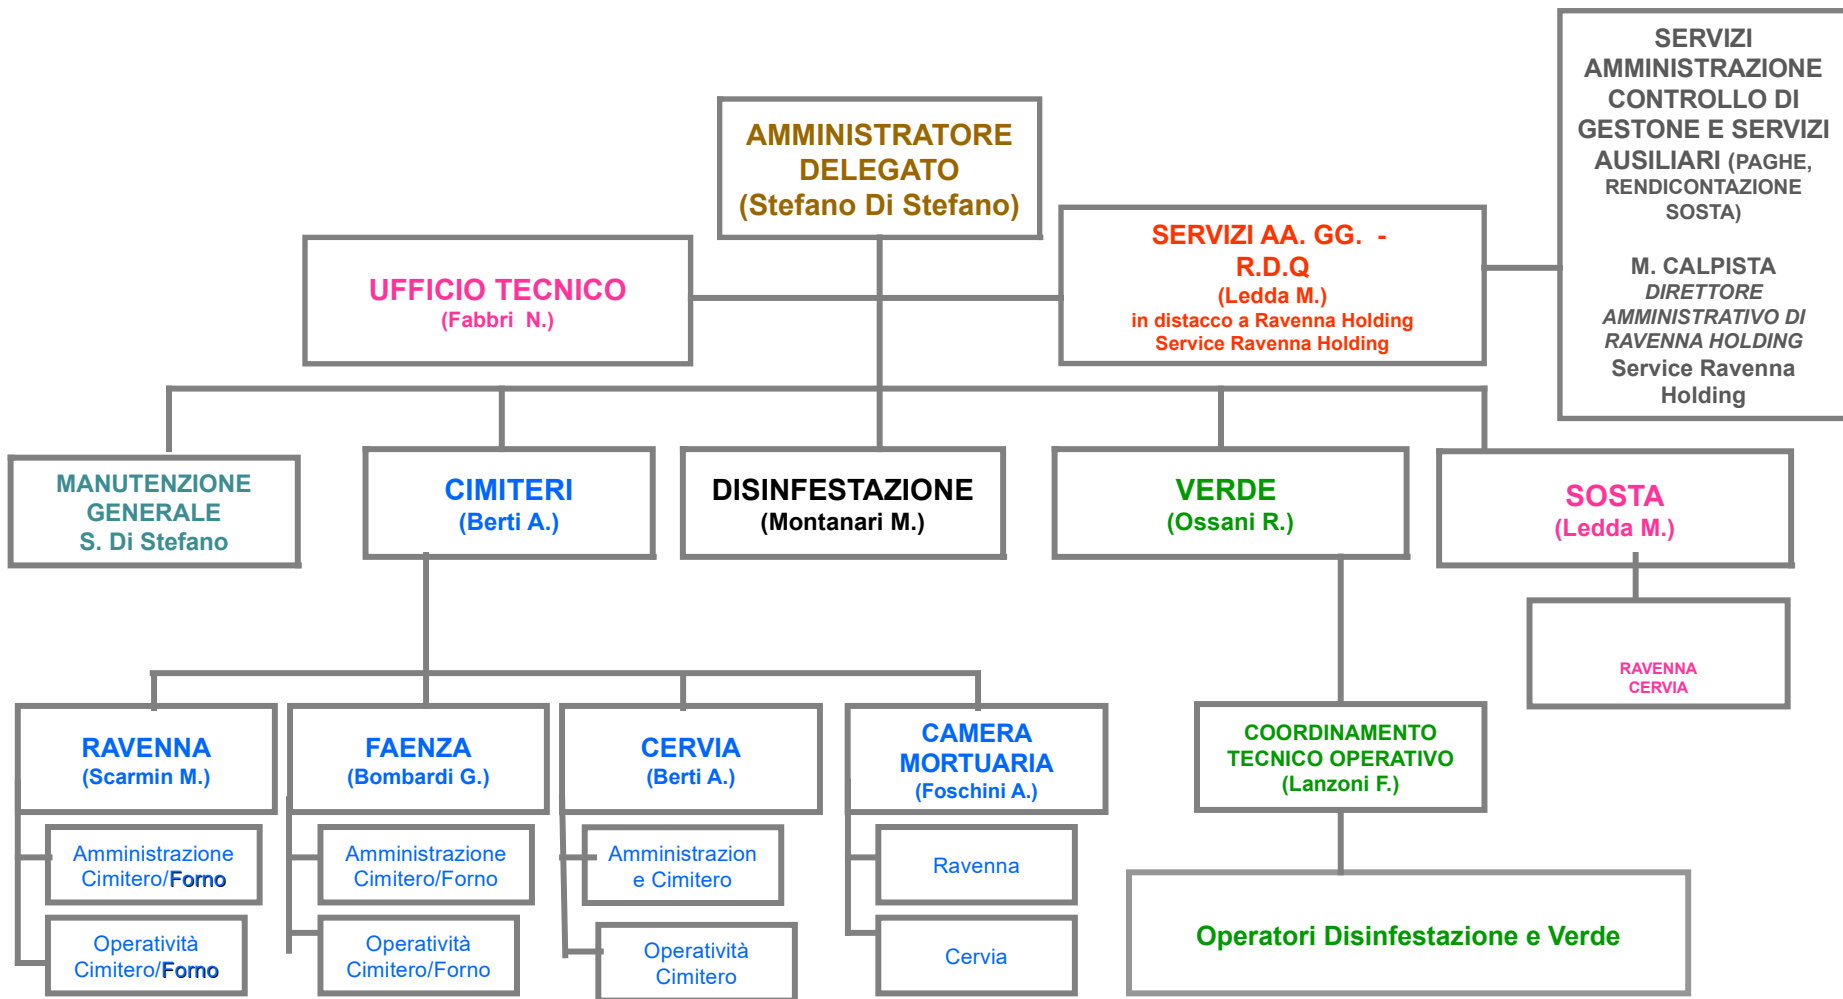 SERVIZI
AMMINISTRAZIONE
CONTROLLO DI
GESTONE E SERVIZI
AUSILIARI (PAGHE,
RENDICONTAZIONE
SOSTA)
M. CALPISTA
DIRETTORE
AMMINISTRATIVO DI
RAVENNA HOLDING
Service Ravenna
Holding
AMMINISTRATORE
DELEGATO
(Stefano Di Stefano)
SERVIZI AA. GG. -
R.D.Q
(Ledda M.)
in distacco a Ravenna Holding
Service Ravenna Holding
UFFICIO TECNICO
(Fabbri N.)
MANUTENZIONE
GENERALE
S. Di Stefano
CIMITERI
(Berti A.)
DISINFESTAZIONE
(Montanari M.)
VERDE
(Ossani R.)
SOSTA
(Ledda M.)
RAVENNA
CERVIA
RAVENNA
(Scarmin M.)
FAENZA
(Bombardi G.)
CERVIA
(Berti A.)
CAMERA
MORTUARIA
(Foschini A.)
COORDINAMENTO
TECNICO OPERATIVO
(Lanzoni F.)
Amministrazione
Cimitero/Forno
Amministrazione
Cimitero/Forno
Amministrazion
e Cimitero
Ravenna
Operatività
Cimitero/Forno
Operatività
Cimitero/Forno
Operatività
Cimitero
Cervia
Operatori Disinfestazione e Verde